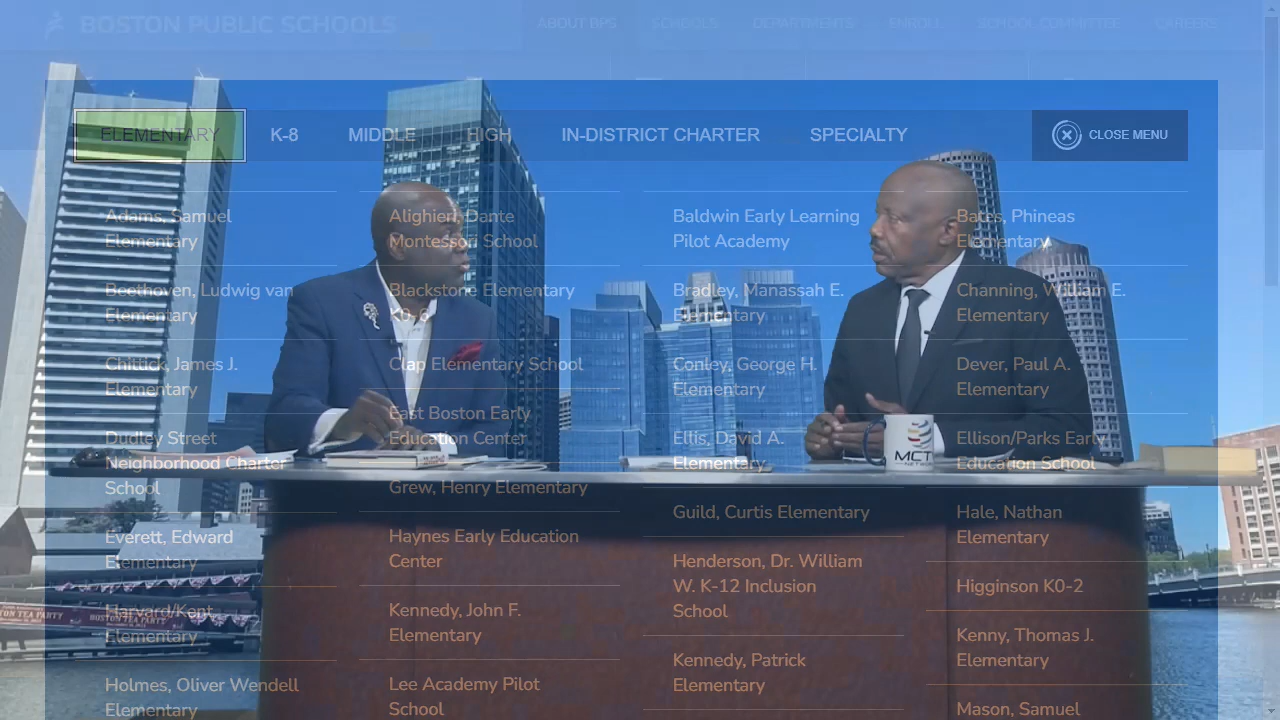 BOSTON PUBLIC SCHOOLS
ABOUT BPS SCHOOLS DEPARTMENTS ENROLL SCHOOL COMMITTEE CAREERS
ELEMENTARY K-8 MIDDLE HIGH IN-DISTRICT CHARTER SPECIALTY CLOSE MENU
Adams, Samuel
Elementary
Alighieri, Dante
Montessori School
Baldwin Early Learning
Pilot Academy
Bates, Phineas
Elementary
Beethoven, Ludwig van
Elementary
Blackston Elementary
Bradley, Manassah E.
Elementary
Channing, William E.
Elementary
Chittick, James J.
Elementary
Clap Elementary School
Conley, George H.
Elementary
Dever, Paul A.
Elementary
Dudley Street
Neighborhood Charter
School
East Boston Early
Education Center
Ellis, David A.
Elementary
Ellison/Parks Early
Education School
Everett, Edward
Elementary
Grew, Henry Elementary
Guild, Curtis Elementary
Hale, Nathan
Elementary
Harvard/Kent
Elementary
Haynes Early Education
Center
Henderson, Dr. William
W. K-12 Inclusion
School
Higginson K0-2
Holmes, Oliver Wendell
Elementary
Kennedy, John F.
Elementary
Kennedy, Patrick
Elementary
Kenny, Thomas J.
Elementary
Lee Academy Pilot
School
Mason, Samuel
MCT
BOSTON TEA PARTY